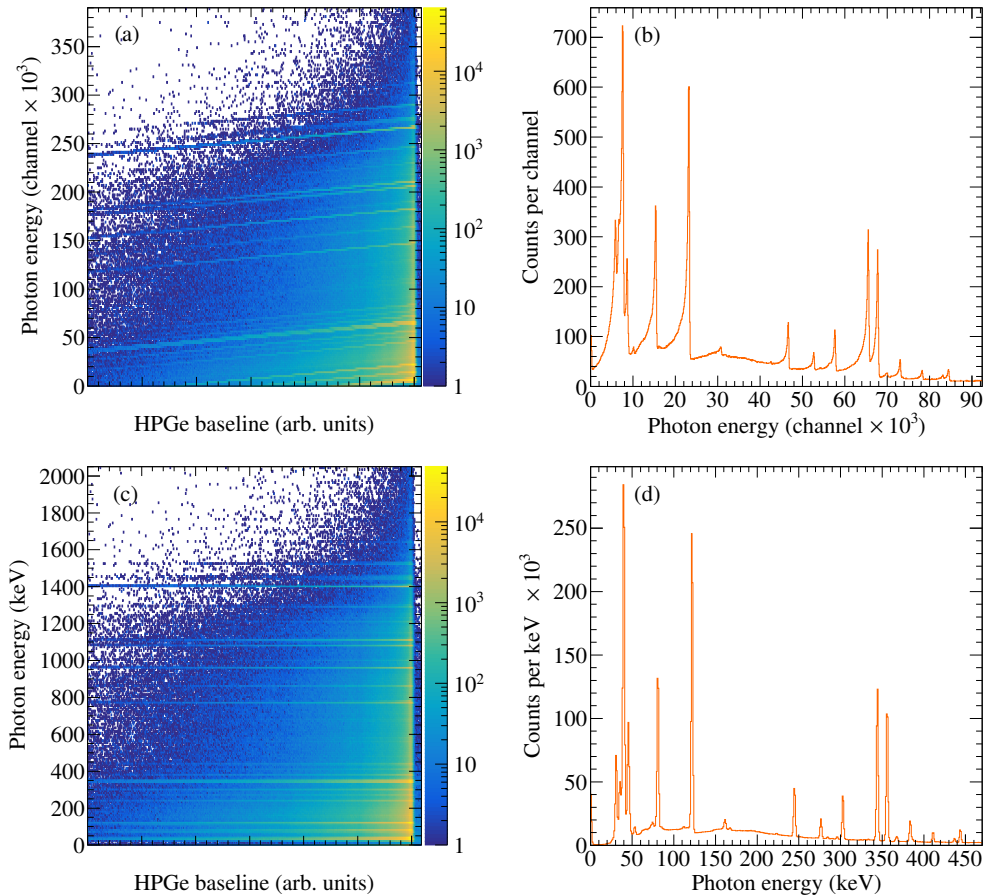 (a)
Photon energy (channel × 10³)
0 50 100 150 200 250 300 350
HPGe baseline (arb. units)
1 10 10² 10³ 10⁴
(b)
Counts per channel
0 100 200 300 400 500 600 700
0 10 20 30 40 50 60 70 80 90
Photon energy (channel × 10³)
(c)
Photon energy (keV)
0 200 400 600 800 1000 1200 1400 1600 1800 2000
HPGe baseline (arb. units)
1 10 10² 10³ 10⁴
(d)
Counts per keV × 10³
0 50 100 150 200 250
0 50 100 150 200 250 300 350 400 450
Photon energy (keV)